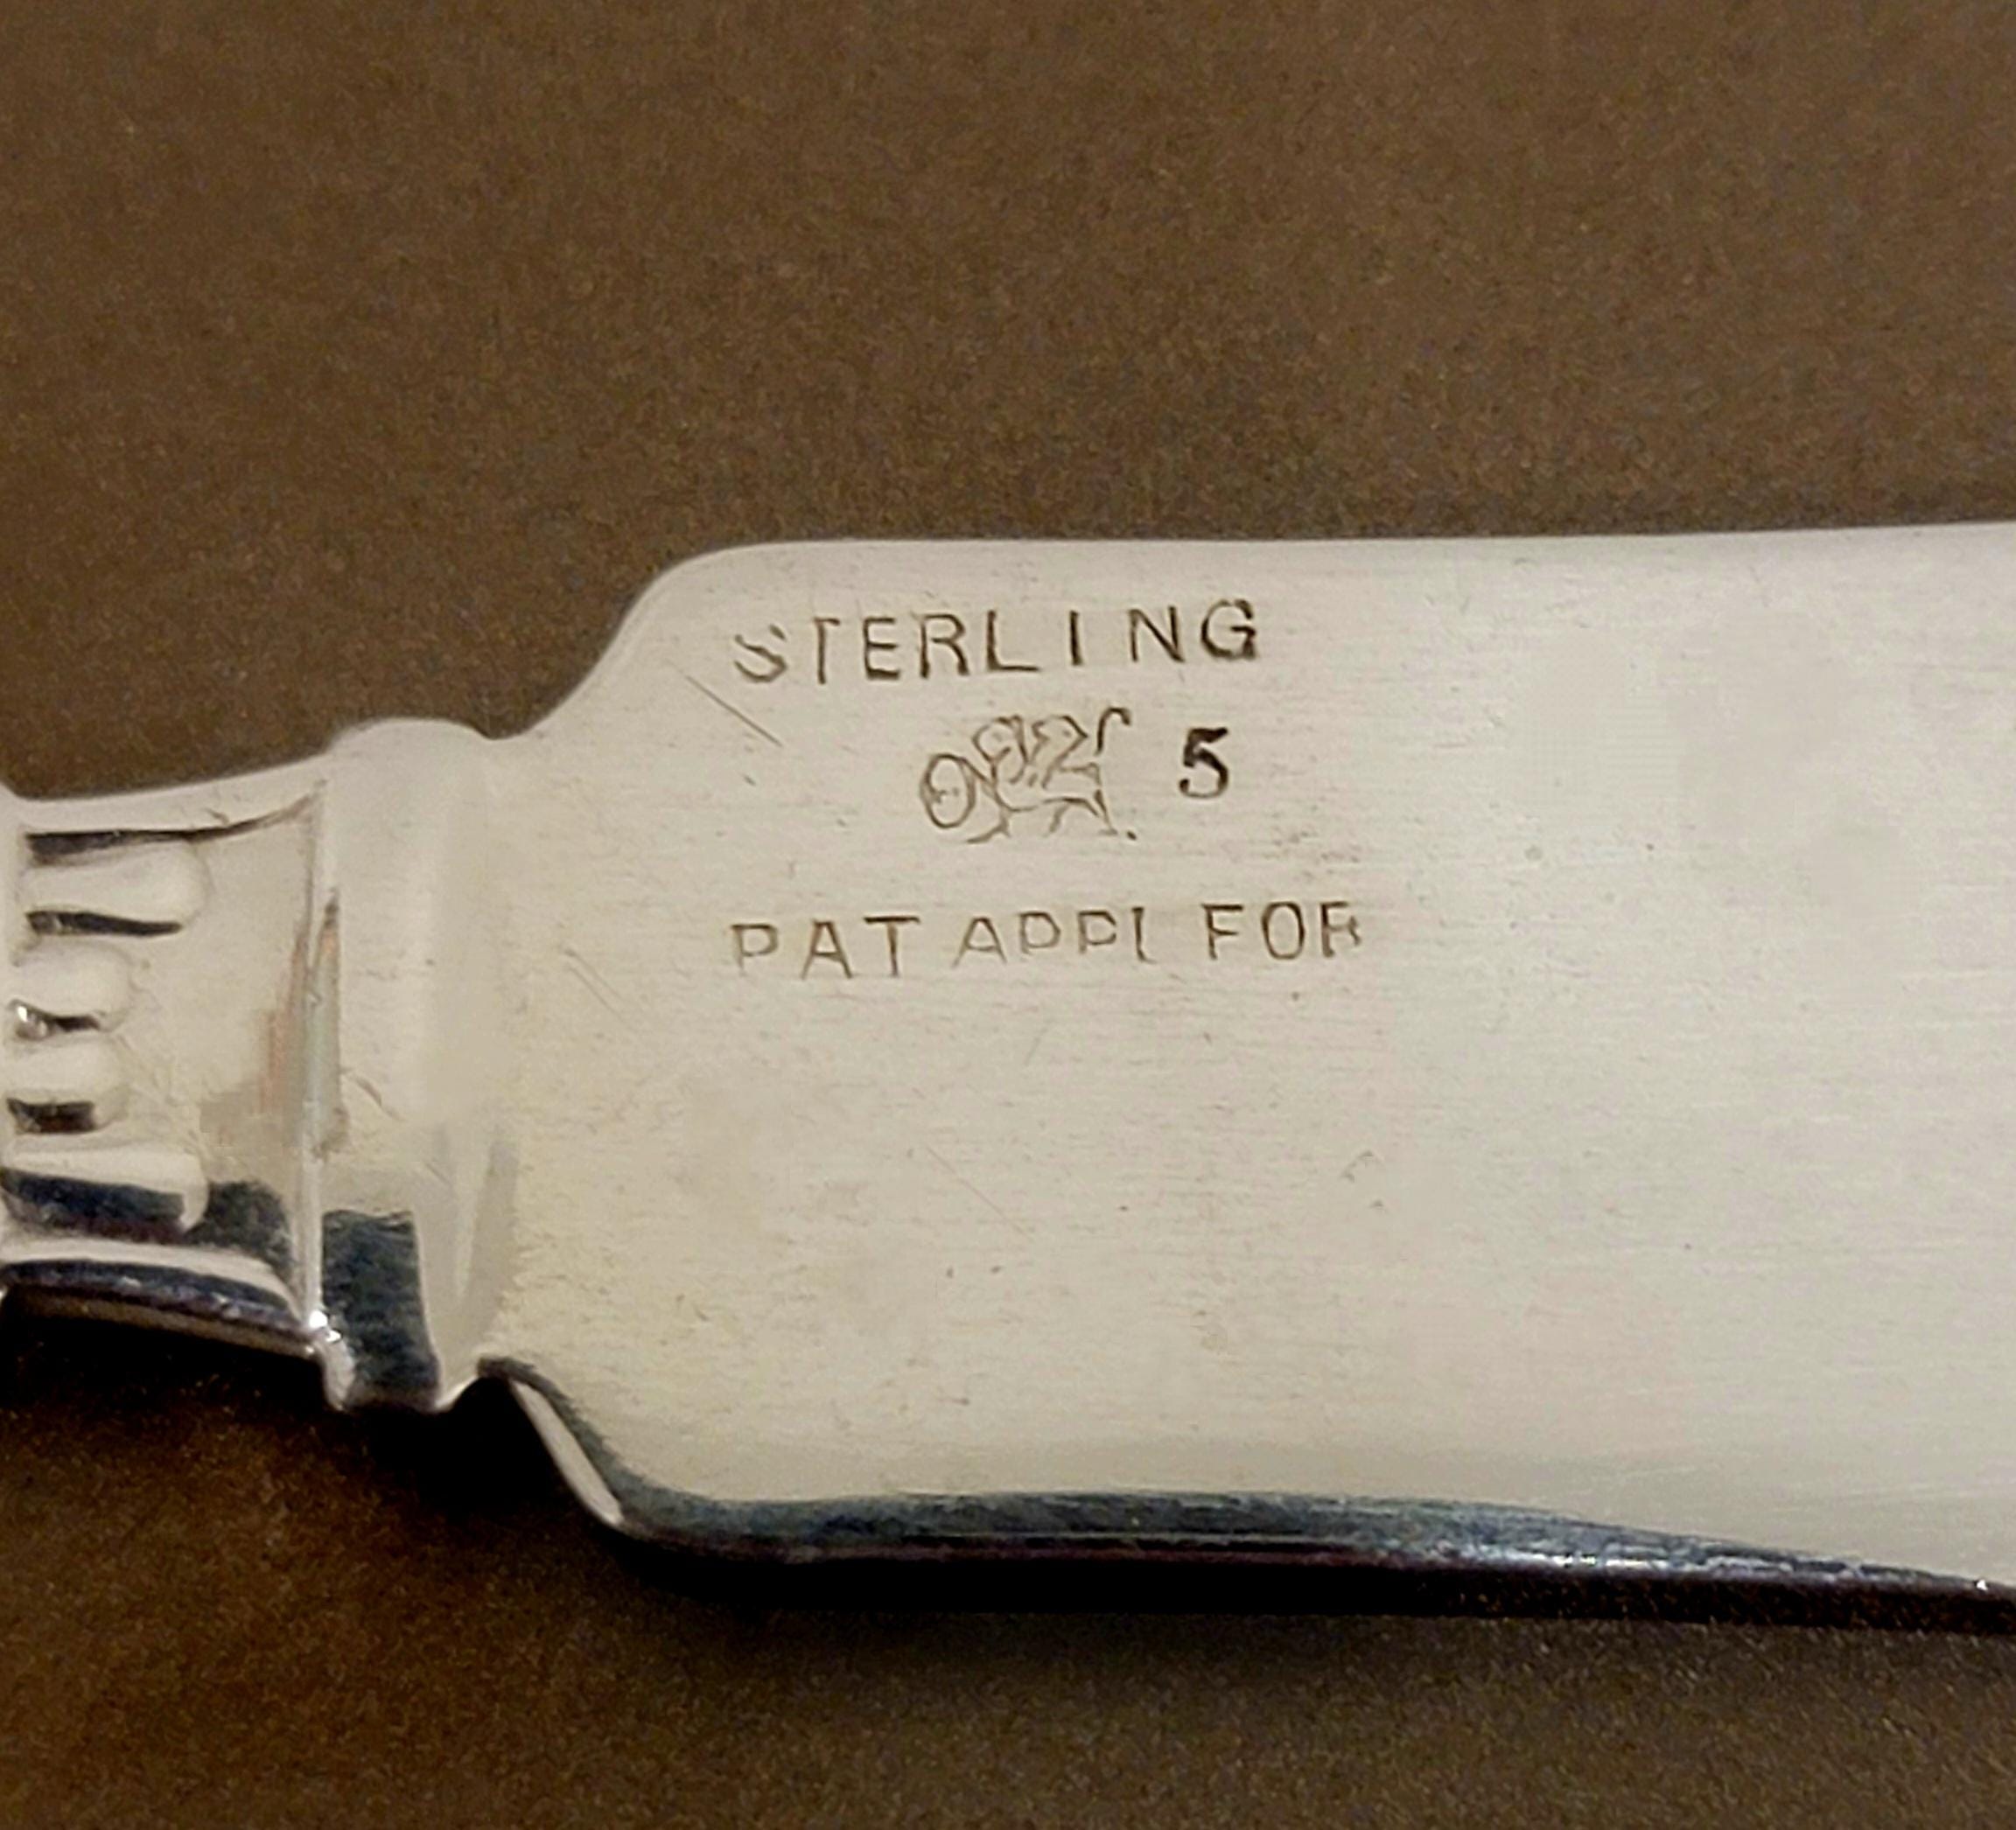 STERLING
5
PAT APPL FOR